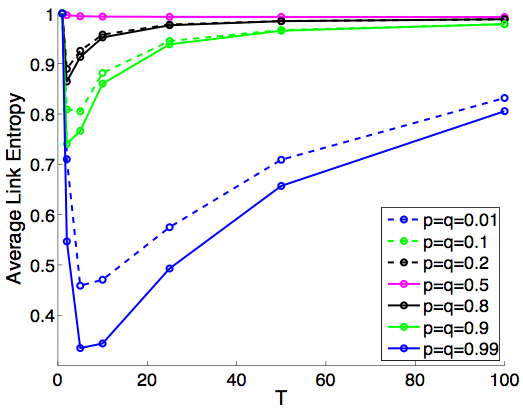 1
0.9
0.8
0.7
0.6
0.5
0.4
Average Link Entropy
p=q=0.01
p=q=0.1
p=q=0.2
p=q=0.5
p=q=0.8
p=q=0.9
p=q=0.99
0 20 40 60 80 100
T